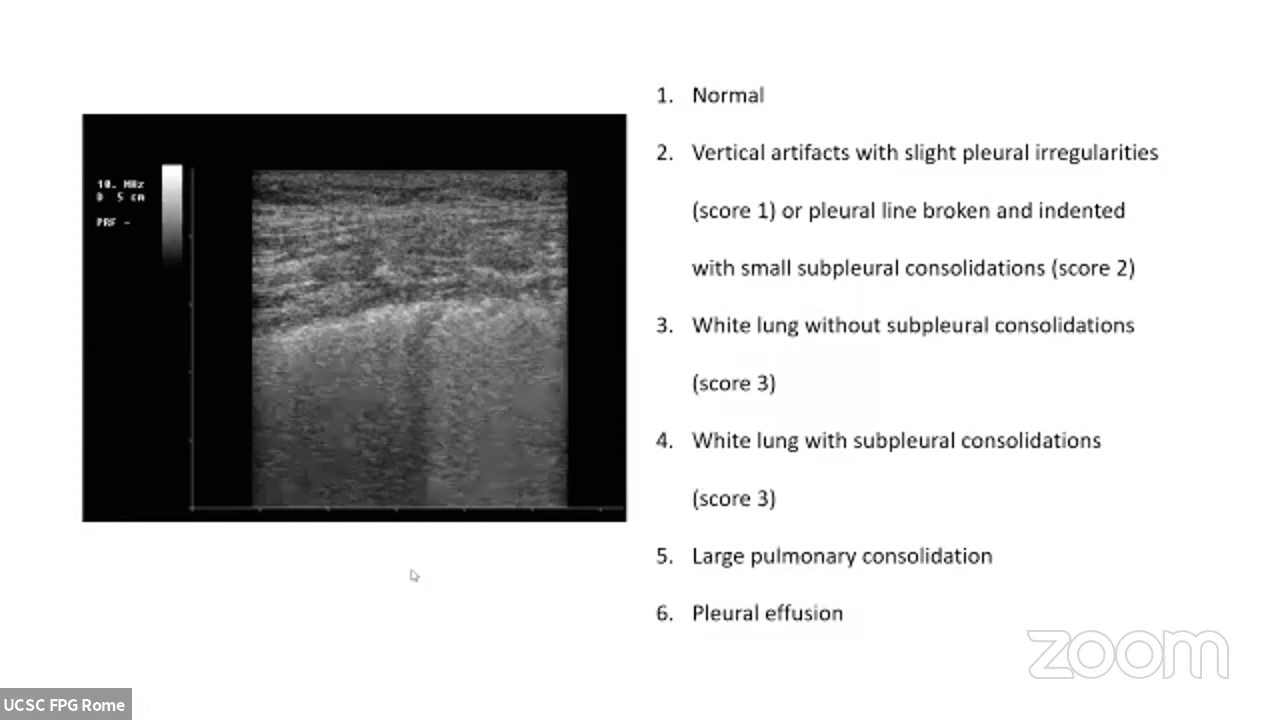 10. MHz
D 5 cm
PRF -
1. Normal
2. Vertical artifacts with slight pleural irregularities
(score 1) or pleural line broken and indented
with small subpleural consolidations (score 2)
3. White lung without subpleural consolidations
(score 3)
4. White lung with subpleural consolidations
(score 3)
5. Large pulmonary consolidation
6. Pleural effusion
zoom
UCSC FPG Rome